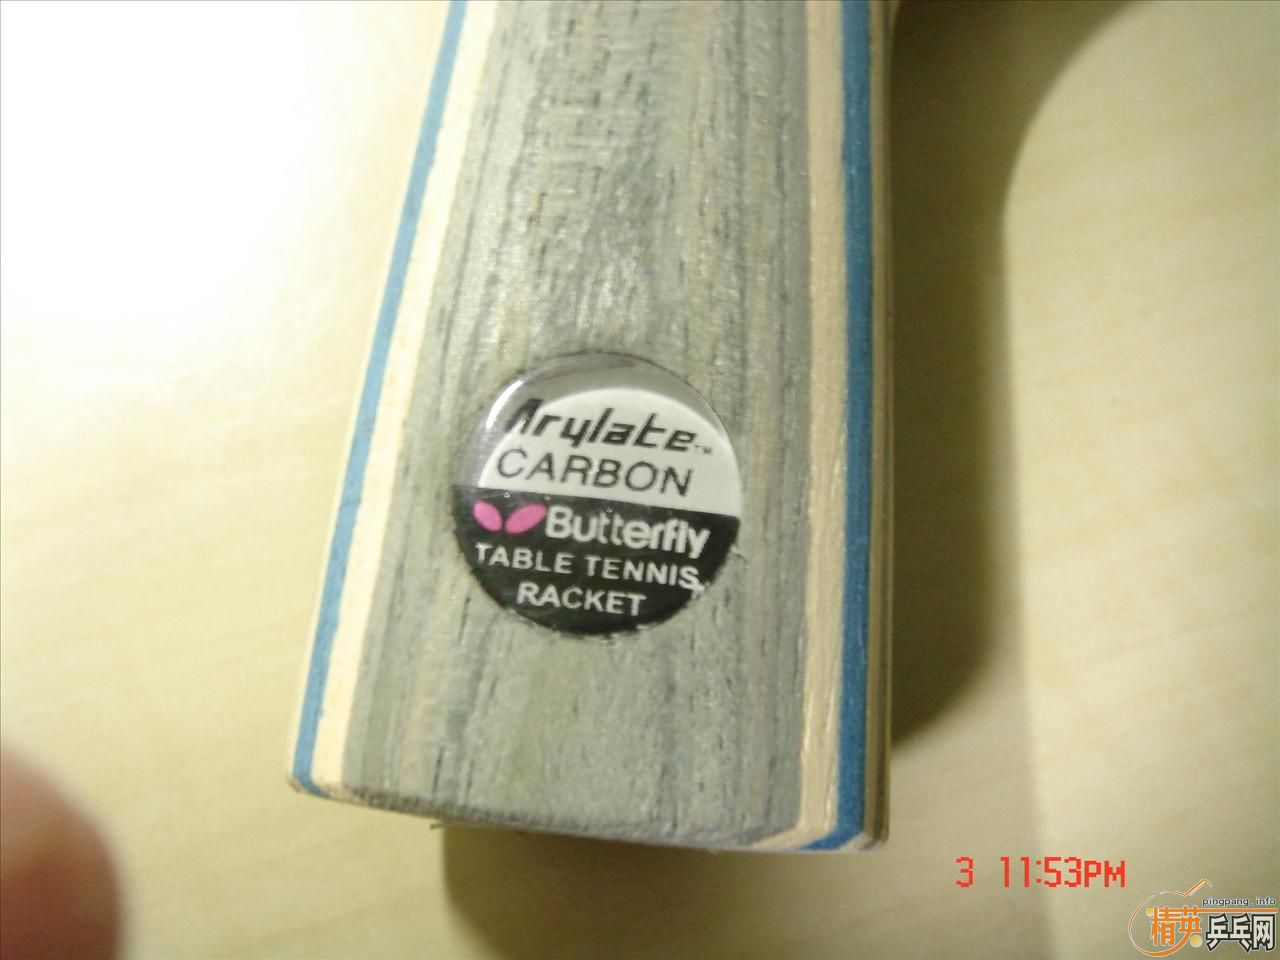 Arylate™
CARBON
Butterfly
TABLE TENNIS
RACKET
3 11:53PM
pingpang.info
精英乒乓网